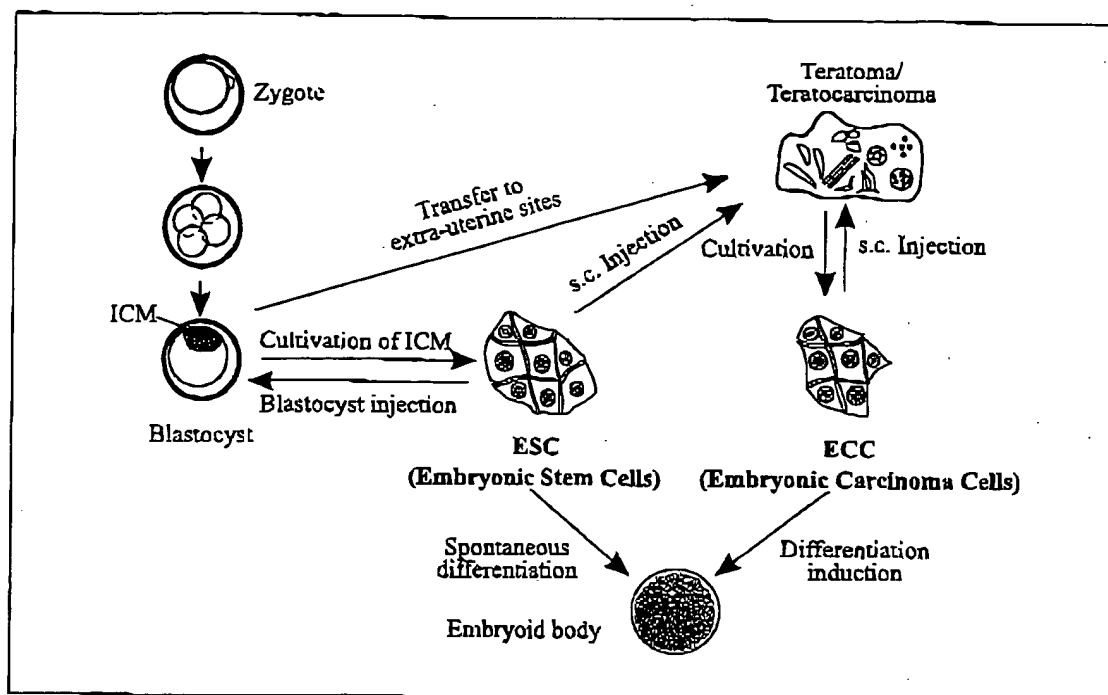 Zygote
Teratoma/
Teratocarcinoma
Transfer to
extra-uterine sites
s.c. Injection
Cultivation
s.c. Injection
ICM
Cultivation of ICM
Blastocyst injection
Blastocyst
ESC
(Embryonic Stem Cells)
ECC
(Embryonic Carcinoma Cells)
Spontaneous
differentiation
Differentiation
induction
Embryoid body